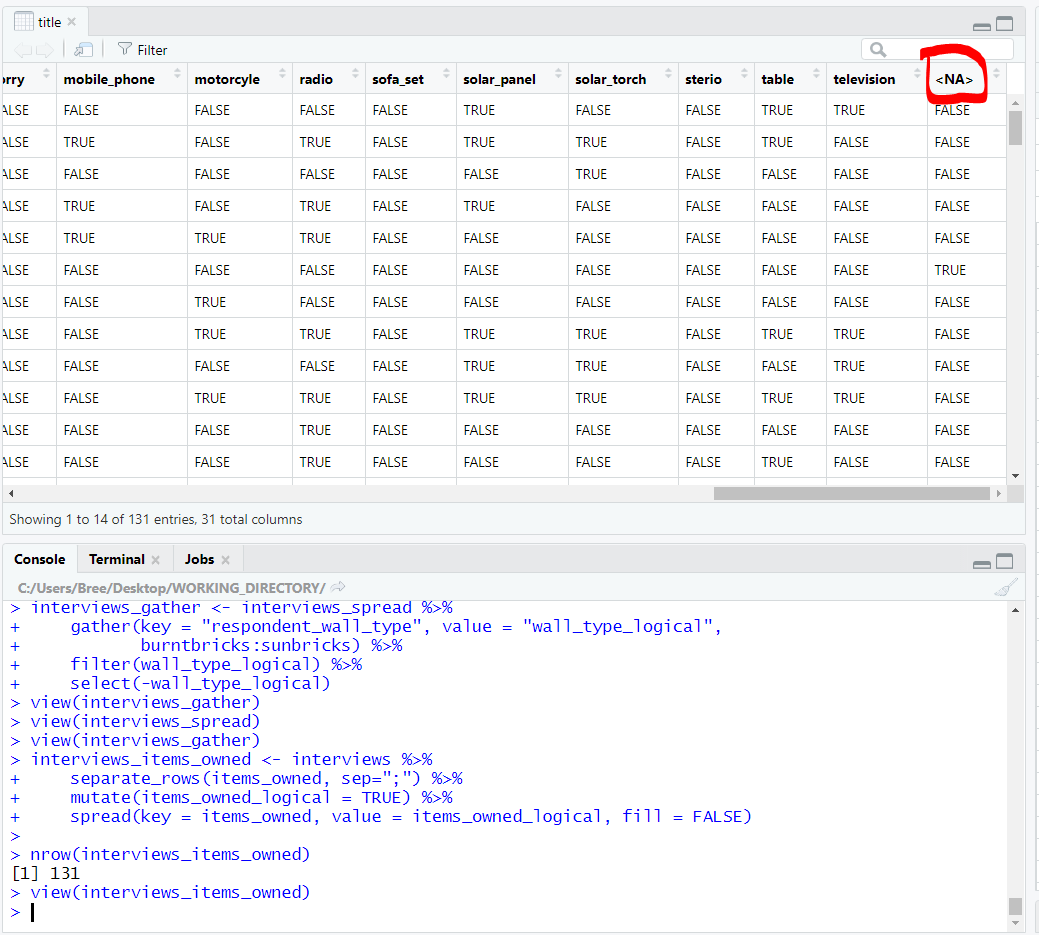 title
Filter
orry mobile_phone motorcyle radio sofa_set solar_panel solar_torch sterio table television <NA>
ALSE FALSE FALSE FALSE FALSE TRUE FALSE FALSE TRUE TRUE FALSE
ALSE TRUE FALSE TRUE FALSE TRUE TRUE FALSE TRUE FALSE FALSE
ALSE FALSE FALSE FALSE FALSE FALSE TRUE FALSE FALSE FALSE FALSE
ALSE TRUE FALSE TRUE FALSE TRUE FALSE FALSE FALSE FALSE FALSE
ALSE TRUE TRUE TRUE FALSE FALSE FALSE FALSE FALSE FALSE FALSE
ALSE FALSE FALSE FALSE FALSE FALSE FALSE FALSE FALSE FALSE TRUE
ALSE FALSE TRUE FALSE FALSE FALSE FALSE FALSE FALSE FALSE FALSE
ALSE FALSE TRUE TRUE FALSE TRUE TRUE FALSE TRUE TRUE FALSE
ALSE FALSE FALSE FALSE FALSE TRUE TRUE FALSE FALSE TRUE FALSE
ALSE FALSE TRUE TRUE FALSE TRUE TRUE FALSE TRUE TRUE FALSE
ALSE FALSE FALSE TRUE FALSE FALSE FALSE FALSE FALSE FALSE FALSE
ALSE FALSE FALSE TRUE FALSE FALSE FALSE FALSE TRUE FALSE FALSE
Showing 1 to 14 of 131 entries, 31 total columns
Console Terminal Jobs
C:/Users/Bree/Desktop/WORKING_DIRECTORY/
> interviews_gather <- interviews_spread %>%
+     gather(key = "respondent_wall_type", value = "wall_type_logical",
+            burntbricks:sunbricks) %>%
+     filter(wall_type_logical) %>%
+     select(-wall_type_logical)
> view(interviews_gather)
> view(interviews_spread)
> view(interviews_gather)
> interviews_items_owned <- interviews %>%
+     separate_rows(items_owned, sep=";") %>%
+     mutate(items_owned_logical = TRUE) %>%
+     spread(key = items_owned, value = items_owned_logical, fill = FALSE)
>
> nrow(interviews_items_owned)
[1] 131
> view(interviews_items_owned)
>